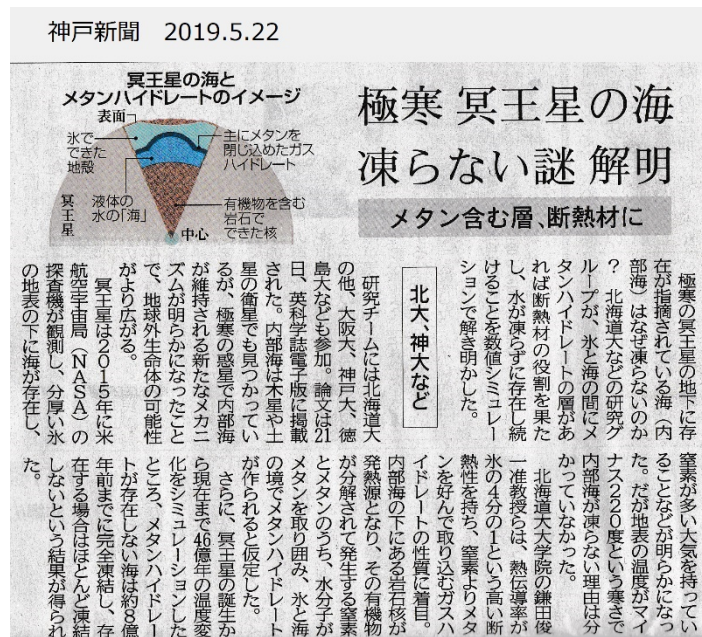 神戸新聞　2019.5.22
極寒 冥王星の海
凍らない謎 解明
メタン含む層、断熱材に
冥王星の海と
メタンハイドレートのイメージ
表面
氷で
できた
地殻
主にメタンを
閉じ込めたガス
ハイドレート
冥王星
液体の
水の「海」
有機物を含む
岩石で
できた核
中心
極寒の冥王星の地下に存
在が指摘されている海（内
部海）はなぜ凍らないのか
？　北海道大などの研究グ
ループが、氷と海の間にメ
タンハイドレートの層があ
れば断熱材の役割を果た
し、水が凍らずに存在し続
けることを数値シミュレー
ションで解き明かした。
北大、神大など
研究チームには北海道大
の他、大阪大、神戸大、徳
島大なども参加。論文は21
日、英科学誌電子版に掲載
された。内部海は木星や土
星の衛星でも見つかってい
るが、極寒の惑星で内部海
が維持される新たなメカニ
ズムが明らかになったこと
で、地球外生命体の可能性
がより広がる。
冥王星は2015年に米
航空宇宙局（NASA）の
探査機が観測し、分厚い氷
の地表の下に海が存在し、
窒素が多い大気を持ってい
ることなどが明らかになっ
た。だが地表の温度がマイ
ナス220度という寒さで
内部海が凍らない理由は分
かっていなかった。
北海道大大学院の鎌田俊
一准教授らは、熱伝導率が
氷の4分の1という高い断
熱性を持ち、窒素よりメタ
ンを好んで取り込むガスハ
イドレートの性質に着目。
内部海の下にある岩石核が
発熱源となり、その有機物
が分解されて発生する窒素
とメタンのうち、水分子が
メタンを取り囲み、氷と海
の境でメタンハイドレート
が作られると仮定した。
さらに、冥王星の誕生か
ら現在まで46億年の温度変
化をシミュレーションした
ところ、メタンハイドレー
トが存在しない海は約8億
年前までに完全凍結し、存
在する場合はほとんど凍結
しないという結果が得られ
た。